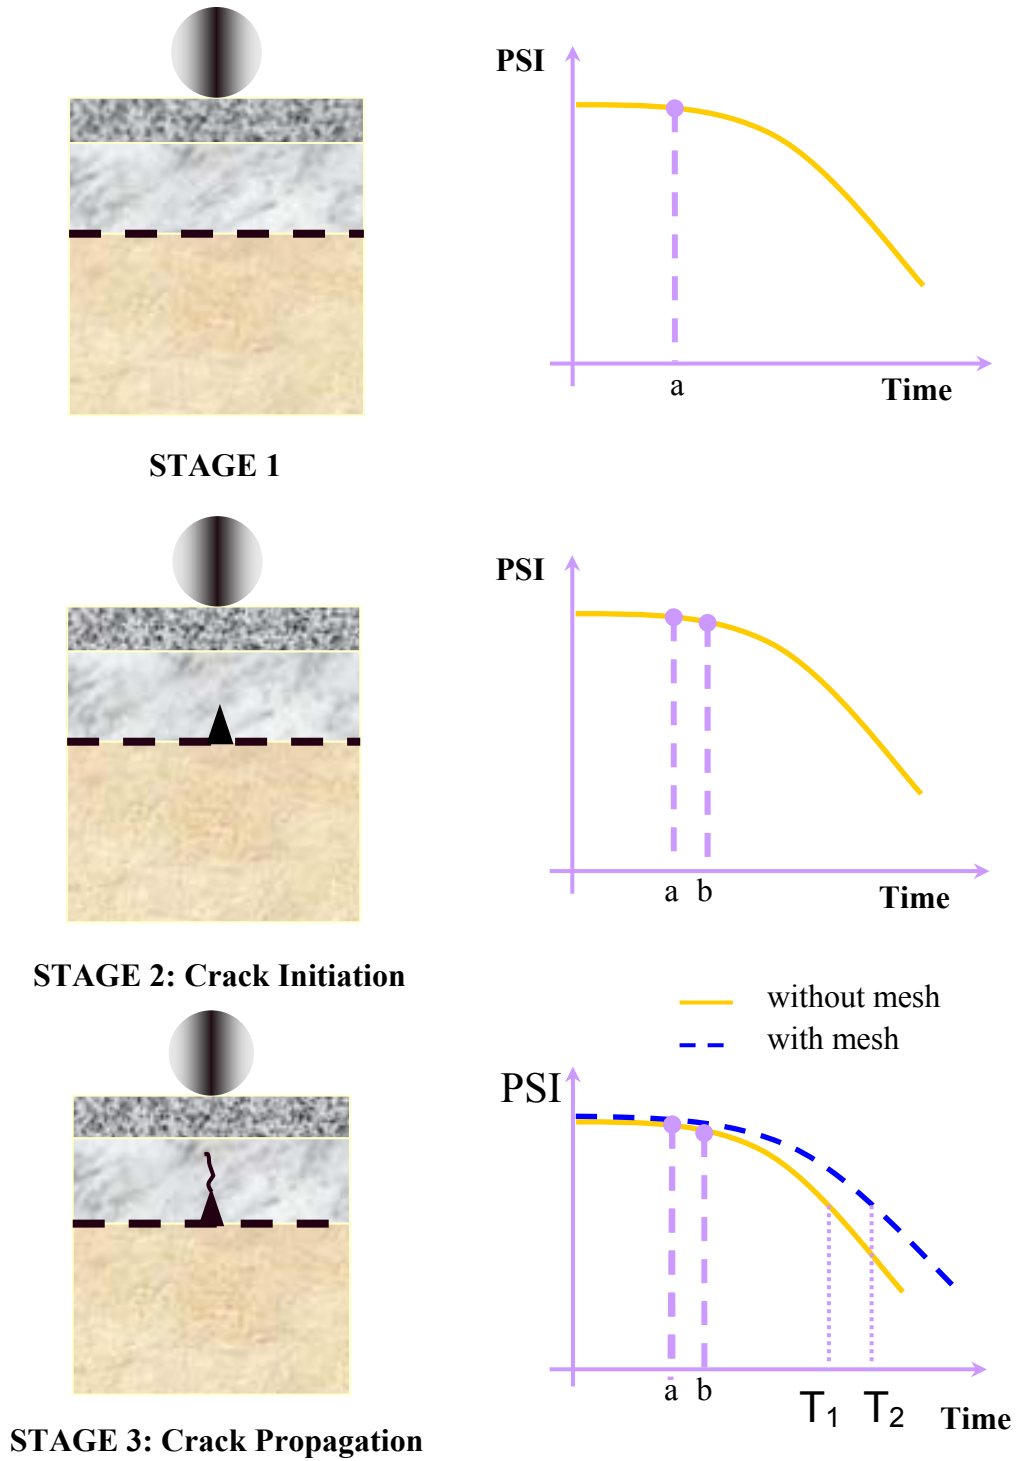 PSI
a
Time
STAGE 1
PSI
a b
Time
STAGE 2: Crack Initiation
without mesh
with mesh
PSI
a b
T₁ T₂ Time
STAGE 3: Crack Propagation